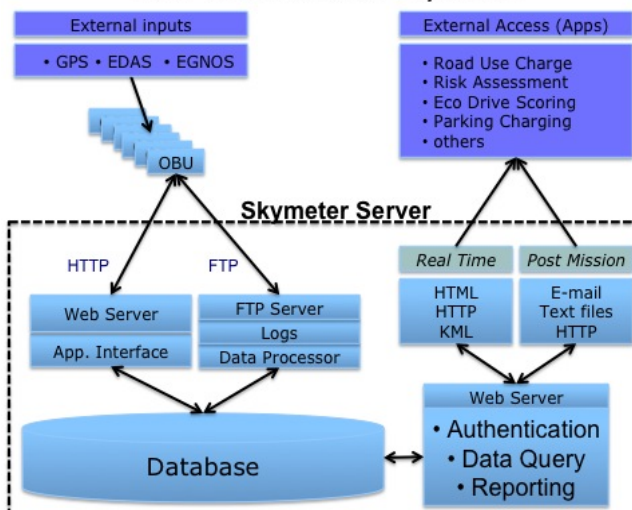 External inputs
• GPS • EDAS • EGNOS
OBU
External Access (Apps)
• Road Use Charge
• Risk Assessment
• Eco Drive Scoring
• Parking Charging
• others
Skymeter Server
HTTP
FTP
Web Server
App. Interface
FTP Server
Logs
Data Processor
Real Time
HTML
HTTP
KML
Post Mission
E-mail
Text files
HTTP
Database
Web Server
• Authentication
• Data Query
• Reporting